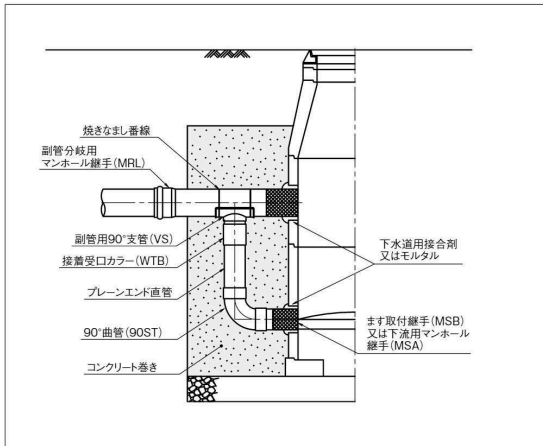 焼きなまし番線
副管分岐用
マンホール継手(MRL)
副管用90°支管(VS)
接着受口カラー(WTB)
プレーンエンド直管
90°曲管(90ST)
コンクリート巻き
下水道用接合剤
又はモルタル
ます取付継手(MSB)
又は下流用マンホール
継手(MSA)